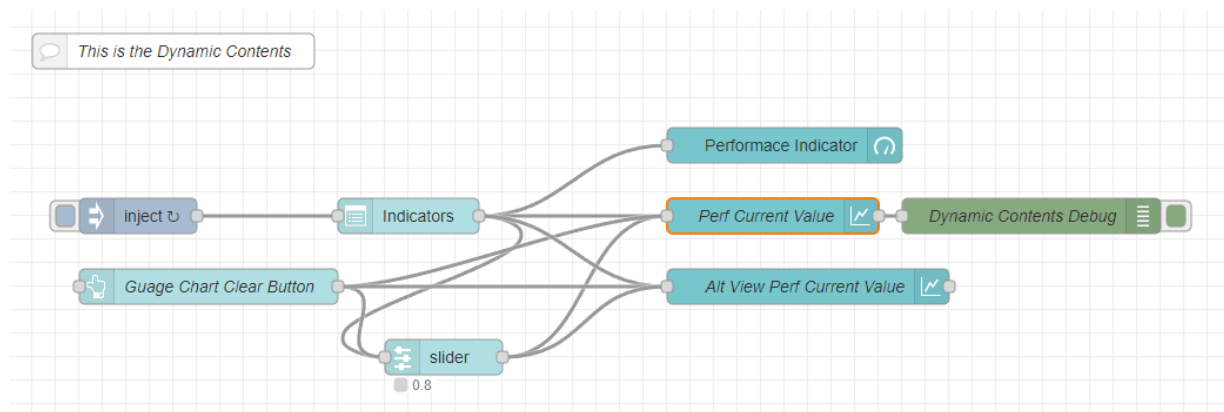 This is the Dynamic Contents
Performace Indicator
inject ↻
Indicators
Perf Current Value
Dynamic Contents Debug
Guage Chart Clear Button
Alt View Perf Current Value
slider
0.8